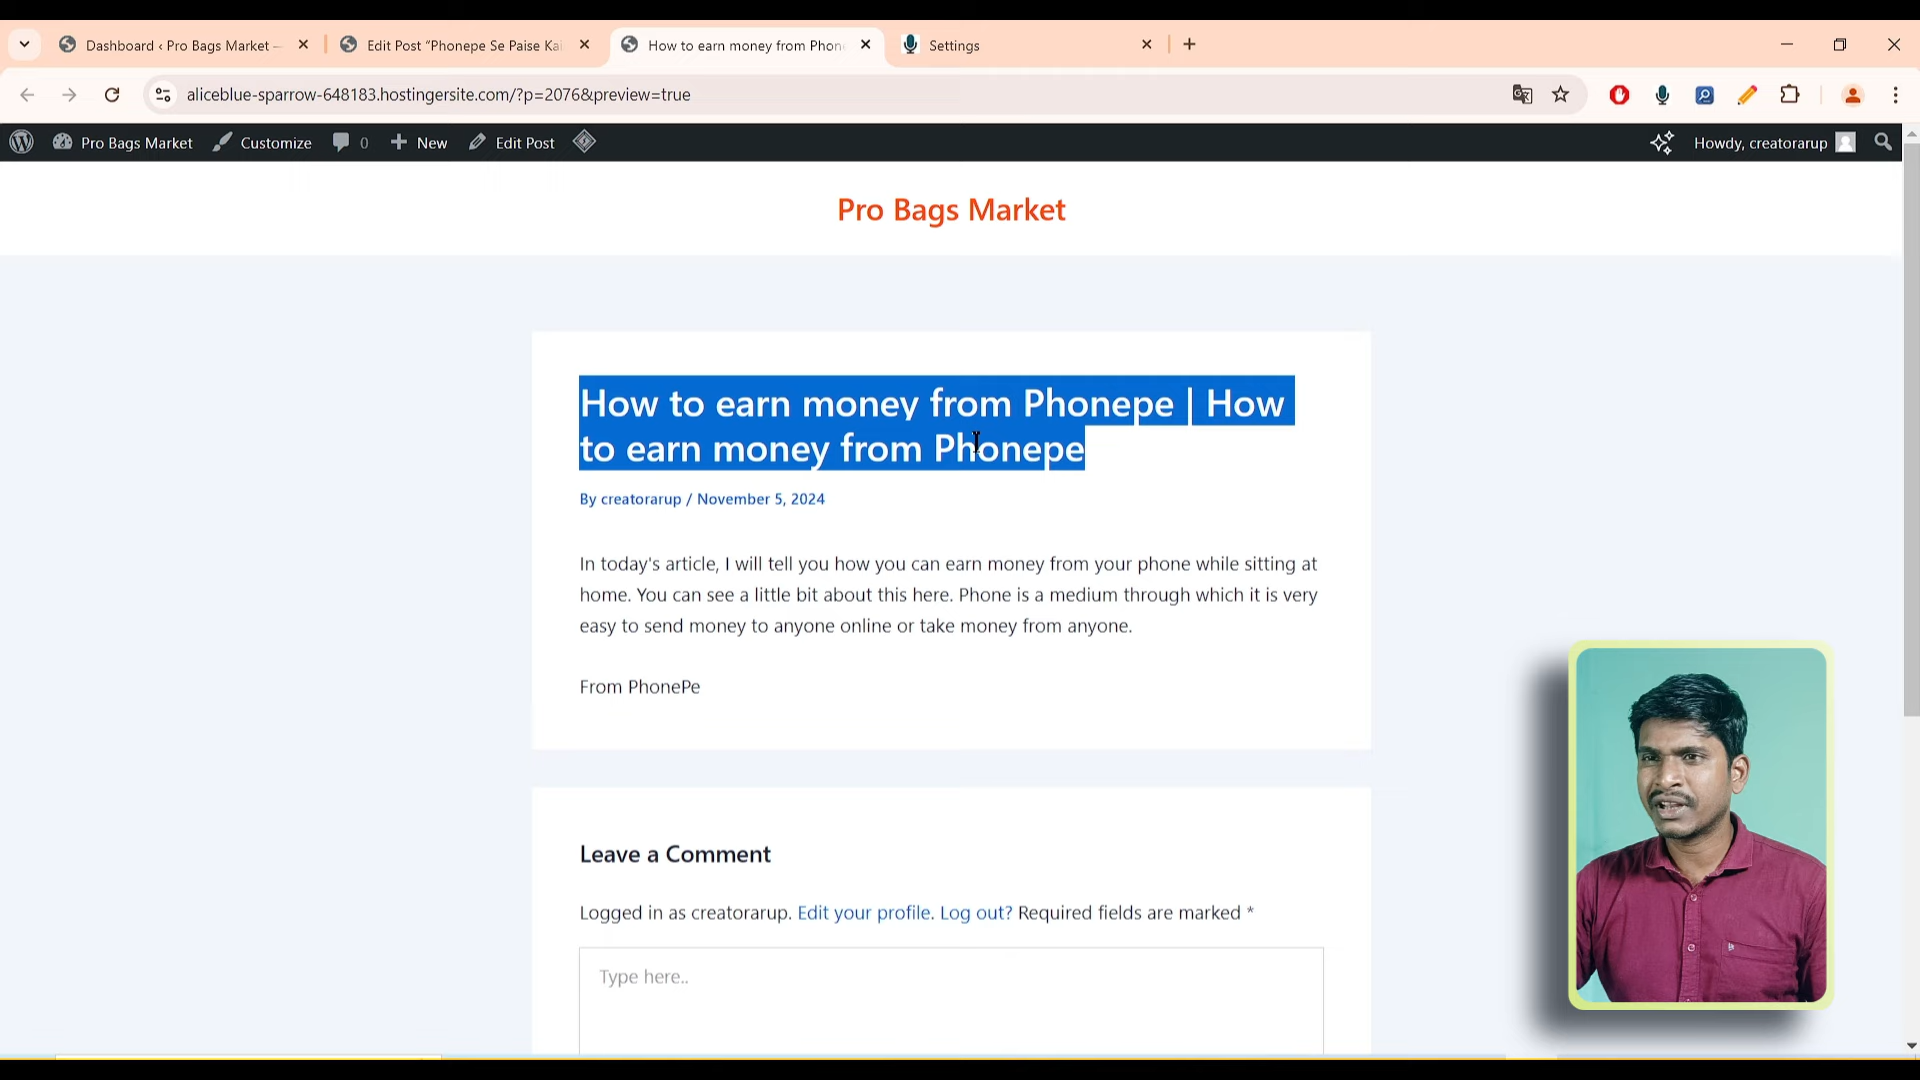 Dashboard ‹ Pro Bags Market –
Edit Post "Phonepe Se Paise Kai
How to earn money from Phon
Settings
aliceblue-sparrow-648183.hostingersite.com/?p=2076&preview=true
Pro Bags Market
Customize
0
New
Edit Post
Howdy, creatorarup
Pro Bags Market
How to earn money from Phonepe | How
to earn money from Phonepe
By creatorarup / November 5, 2024
In today's article, I will tell you how you can earn money from your phone while sitting at
home. You can see a little bit about this here. Phone is a medium through which it is very
easy to send money to anyone online or take money from anyone.
From PhonePe
Leave a Comment
Logged in as creatorarup. Edit your profile. Log out? Required fields are marked *
Type here..